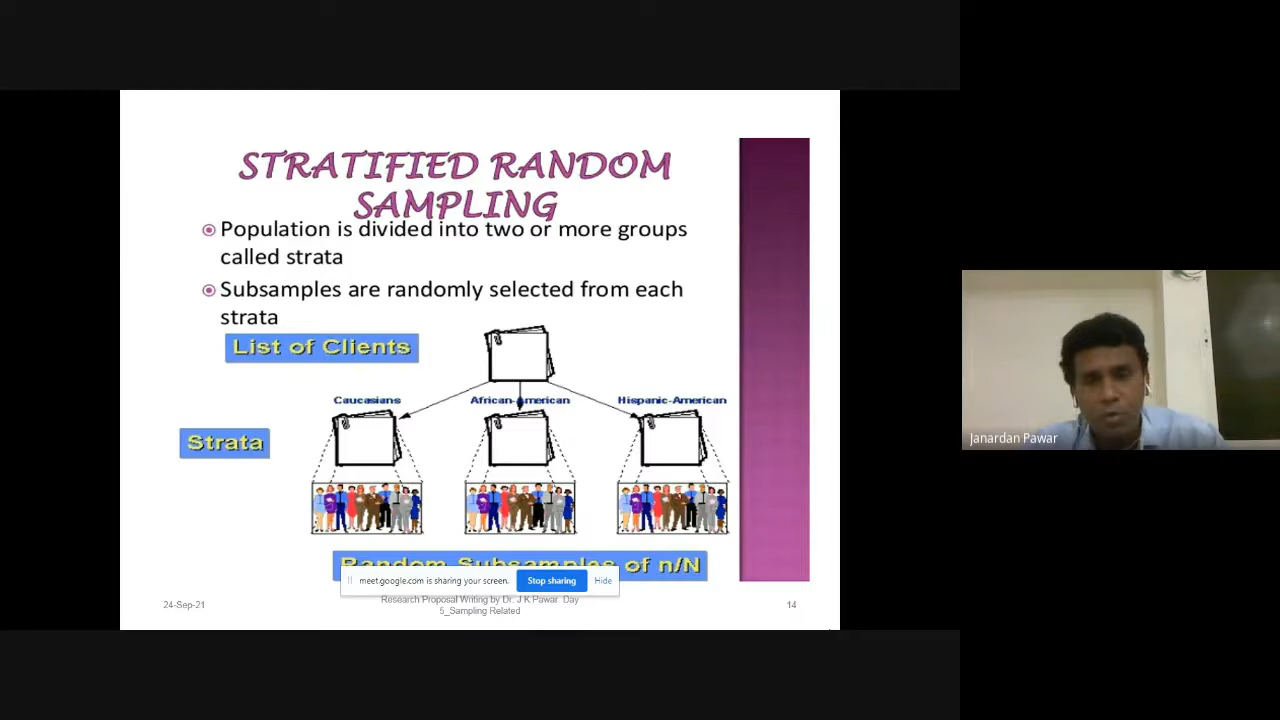 STRATIFIED RANDOM
SAMPLING
Population is divided into two or more groups
called strata
Subsamples are randomly selected from each
strata
List of Clients
Caucasians African-American Hispanic-American
Strata
Random Subsamples of n/N
meet.google.com is sharing your screen. Stop sharing Hide
24-Sep-21
Research Proposal Writing by Dr. J K Pawar Day
5_Sampling Related
14
Janardan Pawar